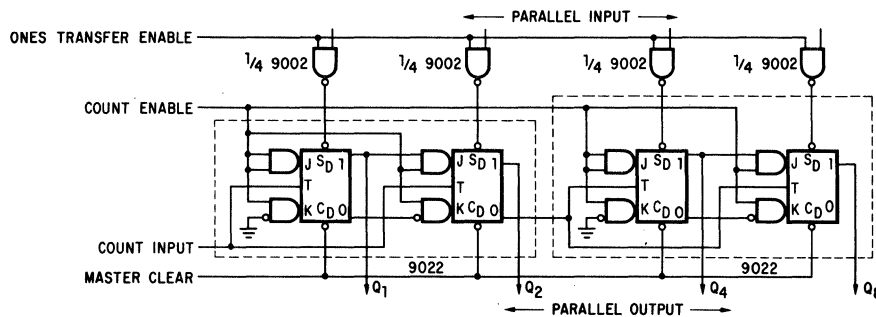 PARALLEL INPUT
ONES TRANSFER ENABLE
1/4 9002 1/4 9002 1/4 9002 1/4 9002
COUNT ENABLE
J SD 1 J SD 1 J SD 1 J SD 1
T T T T
K CD 0 K CD 0 K CD 0 K CD 0
COUNT INPUT
9022 9022
MASTER CLEAR
Q1 Q2 Q4 Q8
PARALLEL OUTPUT